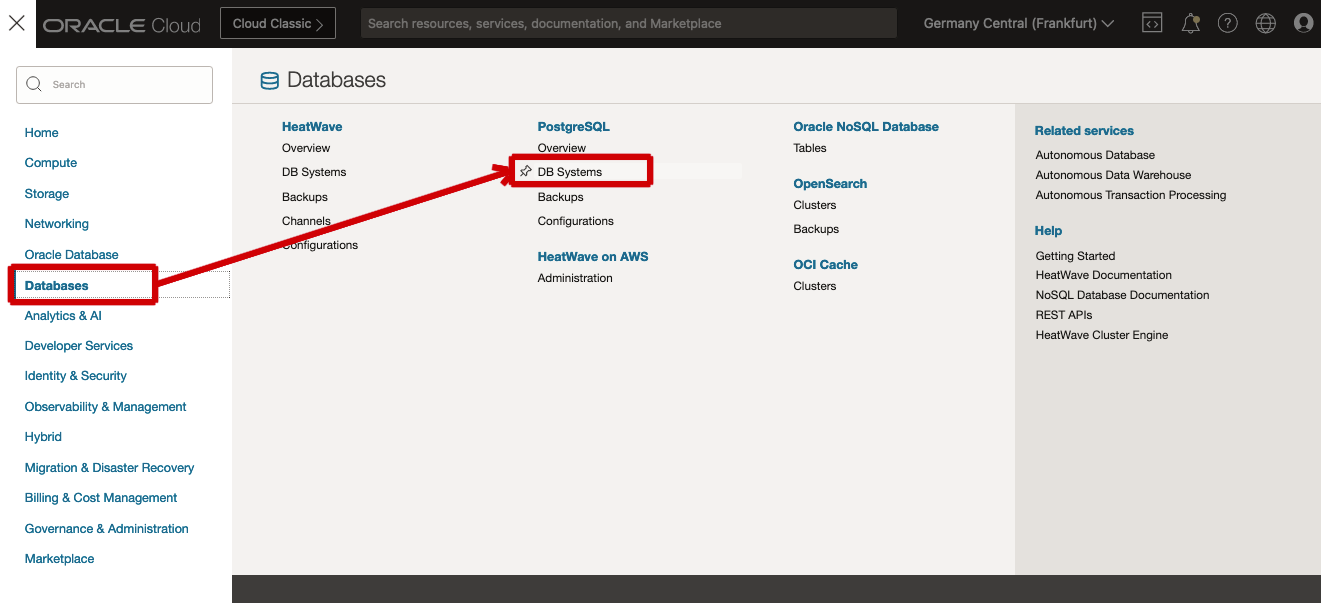 ORACLE Cloud
Cloud Classic
Search resources, services, documentation, and Marketplace
Germany Central (Frankfurt)
Search
Home
Compute
Storage
Networking
Oracle Database
Databases
Analytics & AI
Developer Services
Identity & Security
Observability & Management
Hybrid
Migration & Disaster Recovery
Billing & Cost Management
Governance & Administration
Marketplace
Databases
HeatWave
Overview
DB Systems
Backups
Channels
Configurations
PostgreSQL
Overview
DB Systems
Backups
Configurations
HeatWave on AWS
Administration
Oracle NoSQL Database
Tables
OpenSearch
Clusters
Backups
OCI Cache
Clusters
Related services
Autonomous Database
Autonomous Data Warehouse
Autonomous Transaction Processing
Help
Getting Started
HeatWave Documentation
NoSQL Database Documentation
REST APIs
HeatWave Cluster Engine